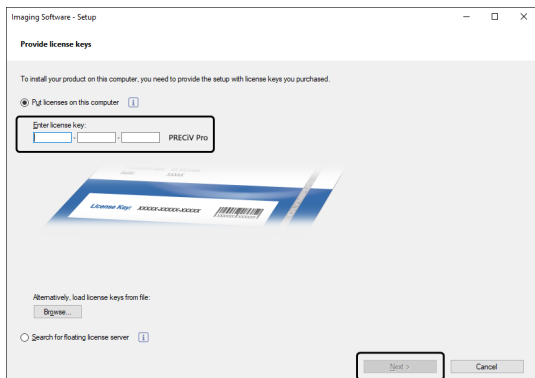 Imaging Software - Setup
Provide license keys
To install your product on this computer, you need to provide the setup with license keys you purchased.
Put licenses on this computer
Enter license key:
- - PRECiV Pro
License Key: XXXXX-XXXXX-XXXXX
Alternatively, load license keys from file:
Browse...
Search for floating license server
Next >
Cancel